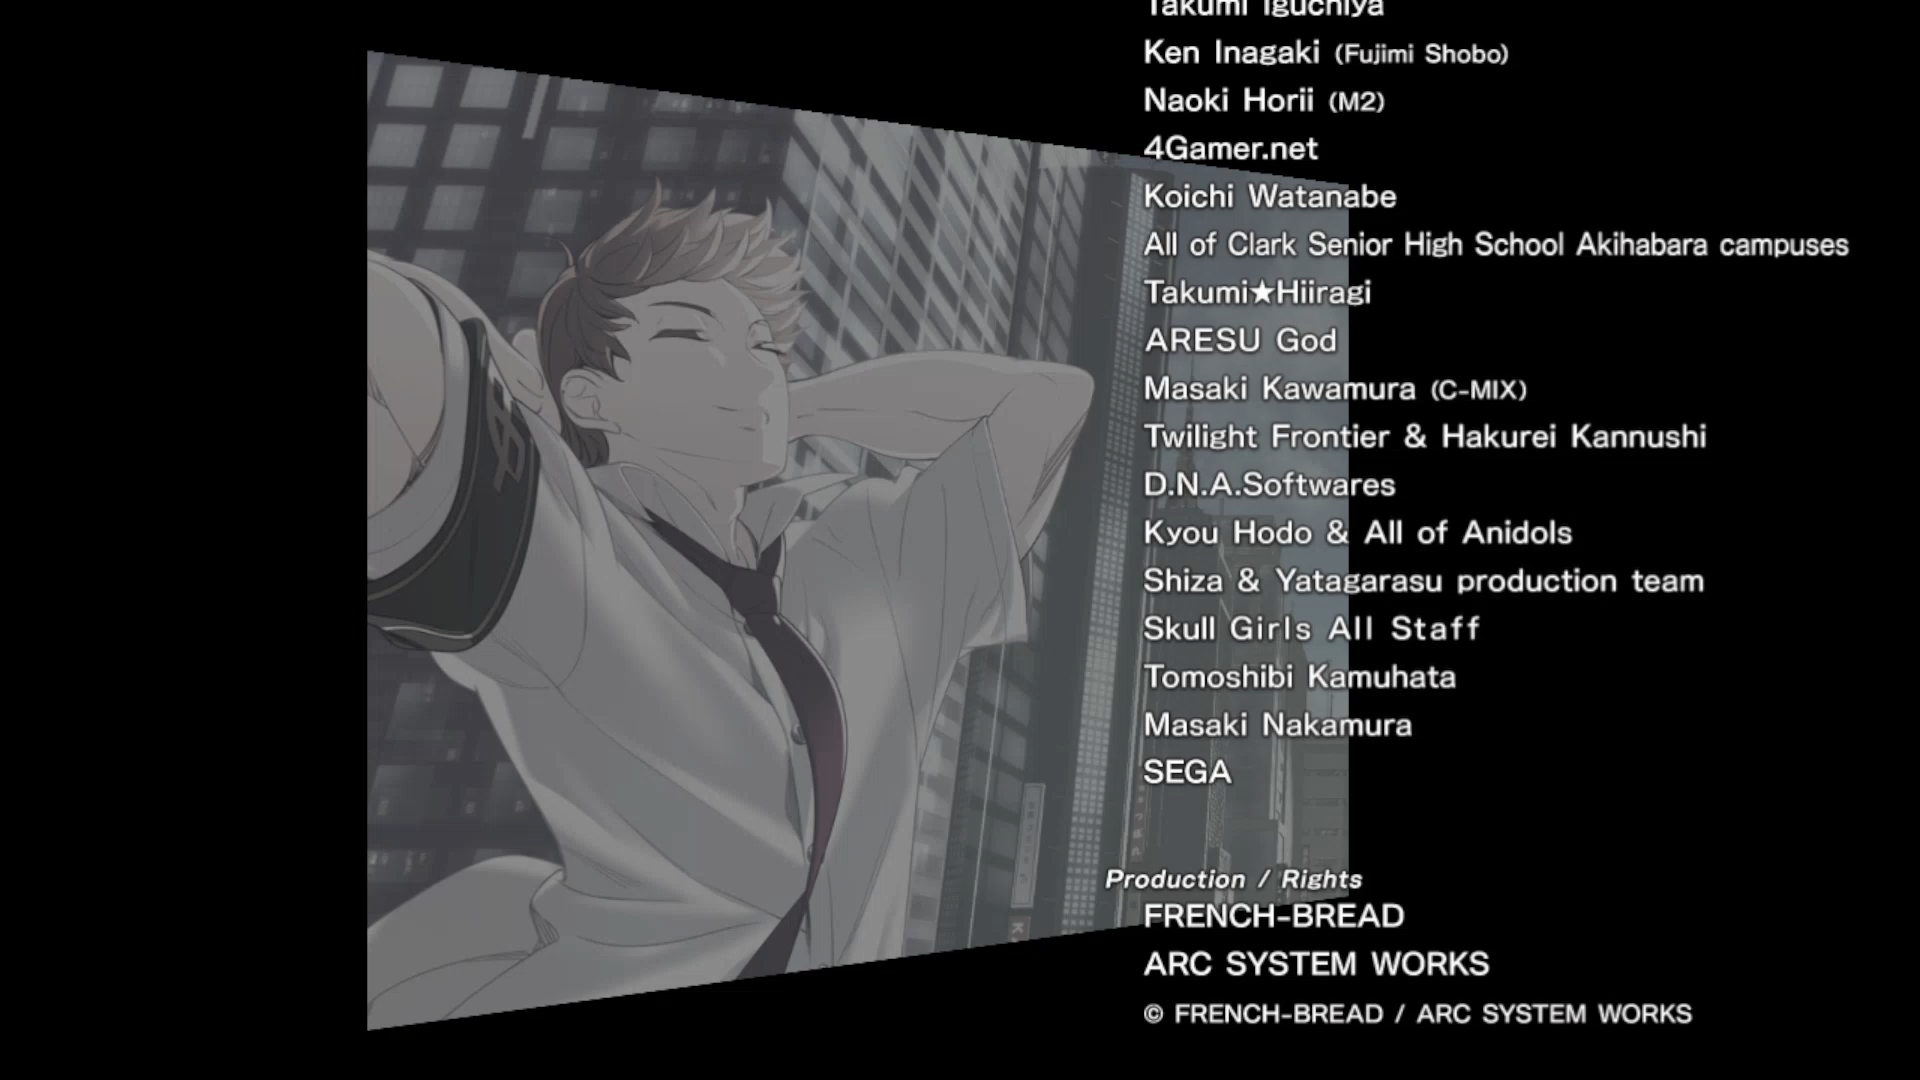 Takumi Iguchiya
Ken Inagaki (Fujimi Shobo)
Naoki Horii (M2)
4Gamer.net
Koichi Watanabe
All of Clark Senior High School Akihabara campuses
Takumi★Hiiragi
ARESU God
Masaki Kawamura (C-MIX)
Twilight Frontier & Hakurei Kannushi
D.N.A.Softwares
Kyou Hodo & All of Anidols
Shiza & Yatagarasu production team
Skull Girls All Staff
Tomoshibi Kamuhata
Masaki Nakamura
SEGA
Production / Rights
FRENCH-BREAD
ARC SYSTEM WORKS
© FRENCH-BREAD / ARC SYSTEM WORKS